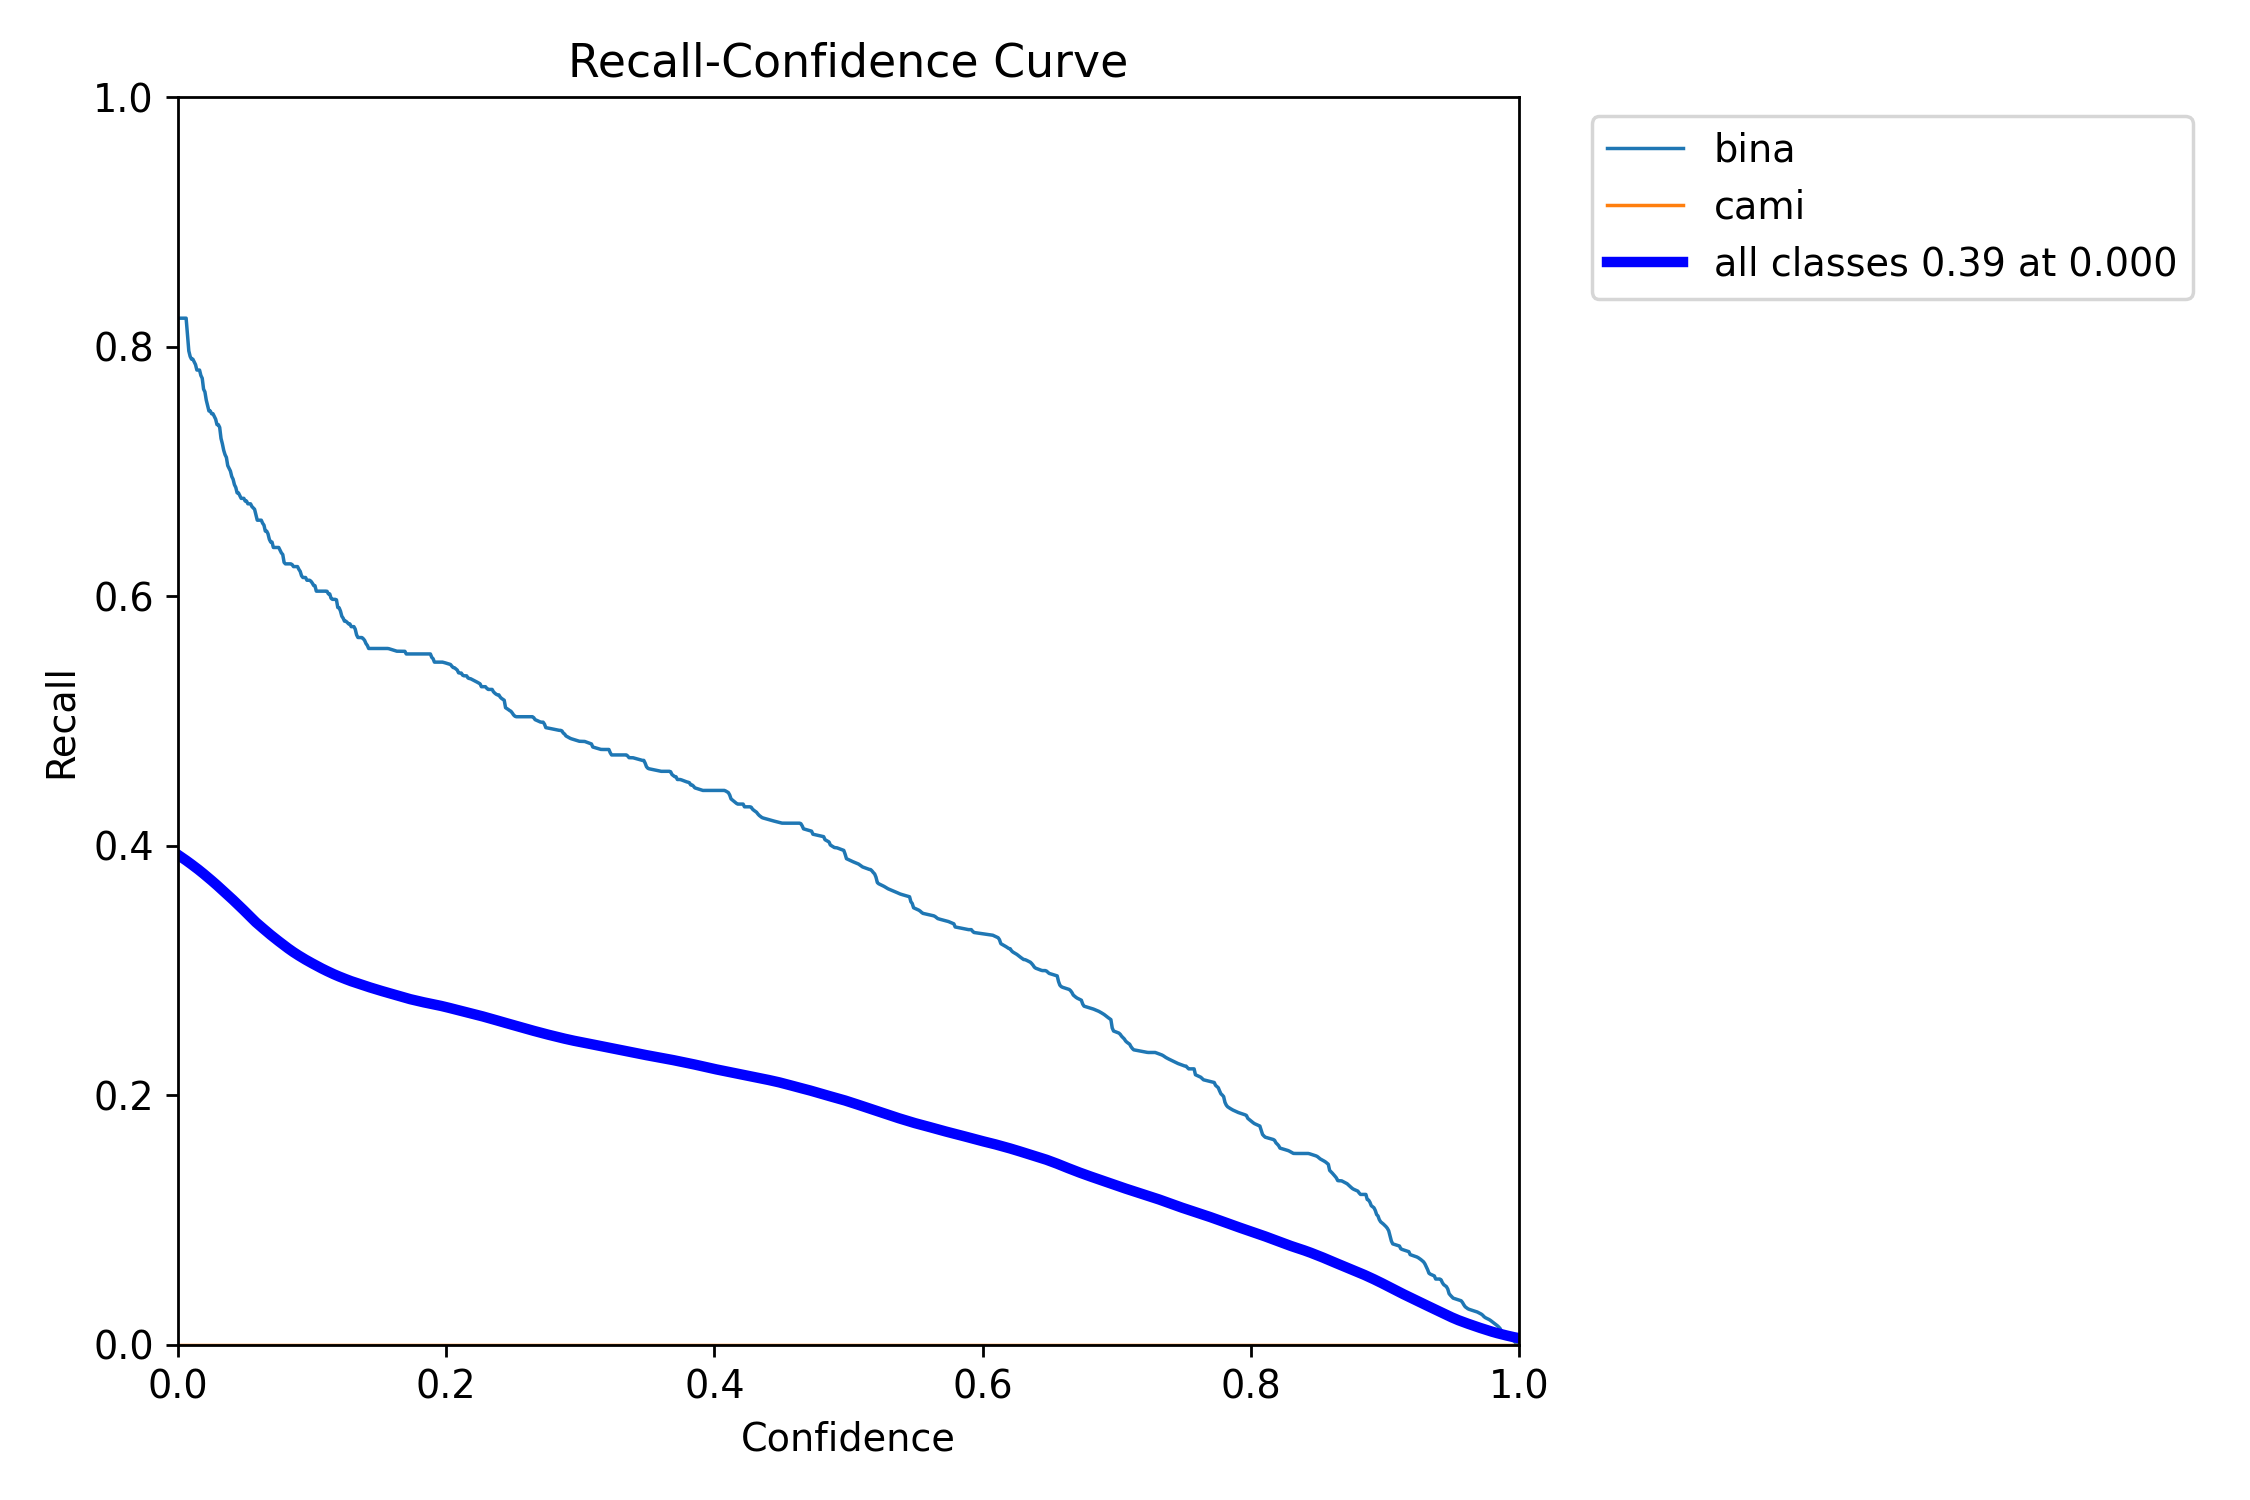 Recall-Confidence Curve
1.0
0.8
0.6
0.4
0.2
0.0
Recall
0.0 0.2 0.4 0.6 0.8 1.0
Confidence
bina
cami
all classes 0.39 at 0.000